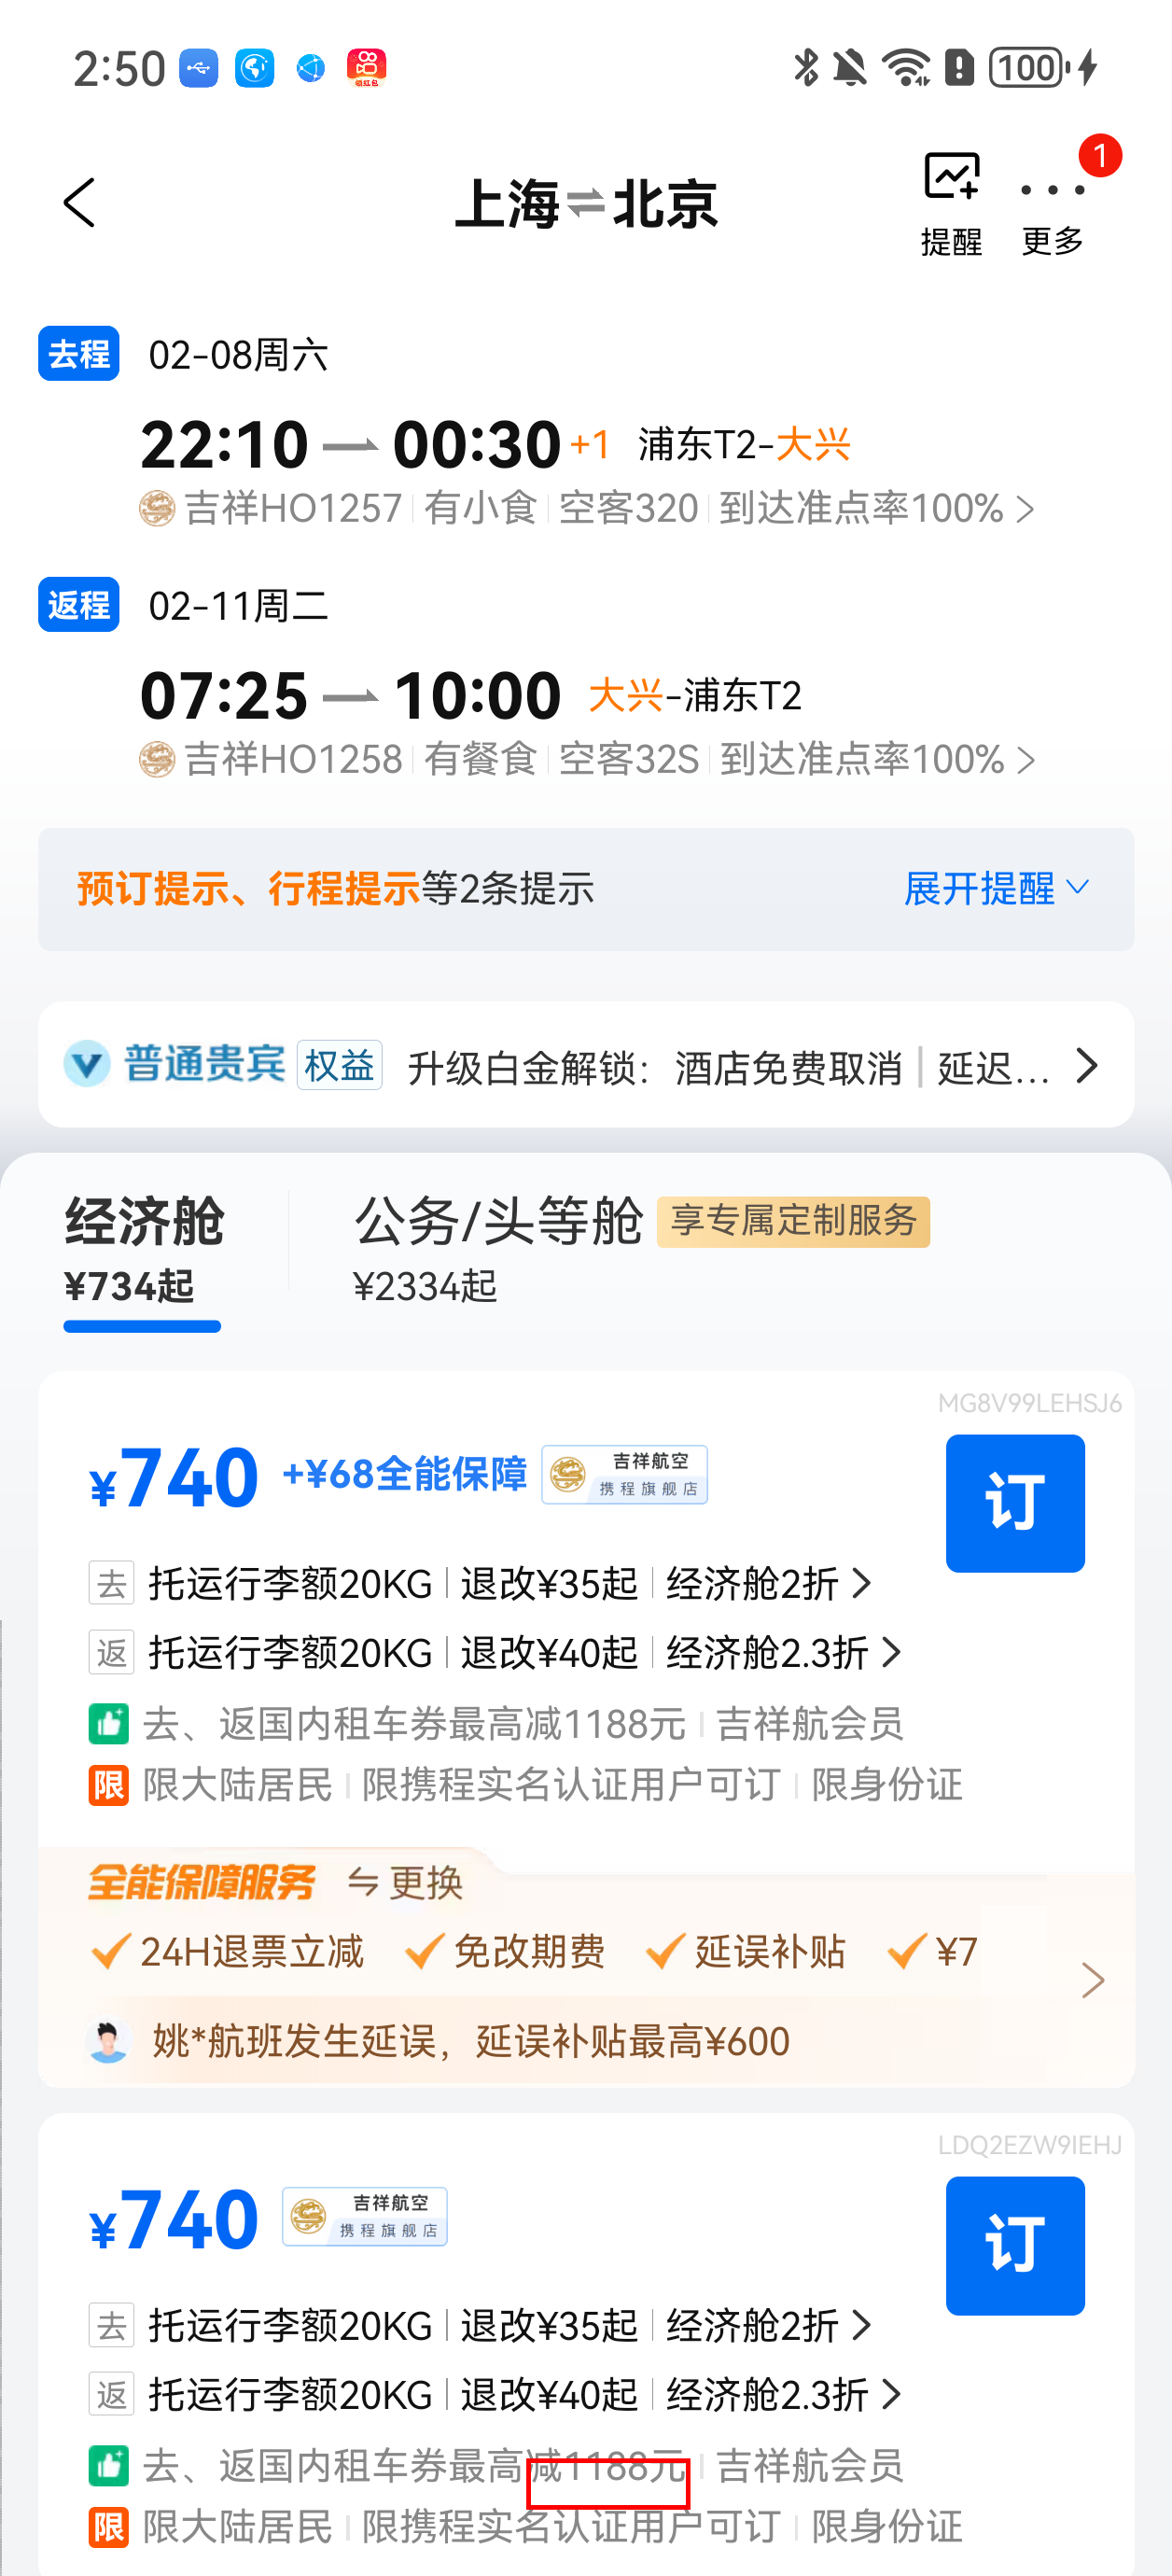 2:50
领红包
100
上海⇌北京
提醒
更多
1
去程 02-08周六
22:10 00:30+1 浦东T2-大兴
吉祥HO1257 有小食 空客320 到达准点率100%
返程 02-11周二
07:25 10:00 大兴-浦东T2
吉祥HO1258 有餐食 空客32S 到达准点率100%
预订提示、行程提示等2条提示 展开提醒
普通贵宾 权益 升级白金解锁：酒店免费取消 | 延迟...
经济舱 公务/头等舱 享专属定制服务
¥734起 ¥2334起
MG8V99LEHSJ6
¥740 +¥68全能保障 吉祥航空 携程旗舰店 订
去 托运行李额20KG 退改¥35起 经济舱2折
返 托运行李额20KG 退改¥40起 经济舱2.3折
去、返国内租车券最高减1188元 吉祥航会员
限 限大陆居民 限携程实名认证用户可订 限身份证
全能保障服务 更换
24H退票立减 免改期费 延误补贴 ¥7
姚*航班发生延误，延误补贴最高¥600
LDQ2EZW9IEHJ
¥740 吉祥航空 携程旗舰店 订
去 托运行李额20KG 退改¥35起 经济舱2折
返 托运行李额20KG 退改¥40起 经济舱2.3折
去、返国内租车券最高减1188元 吉祥航会员
限 限大陆居民 限携程实名认证用户可订 限身份证